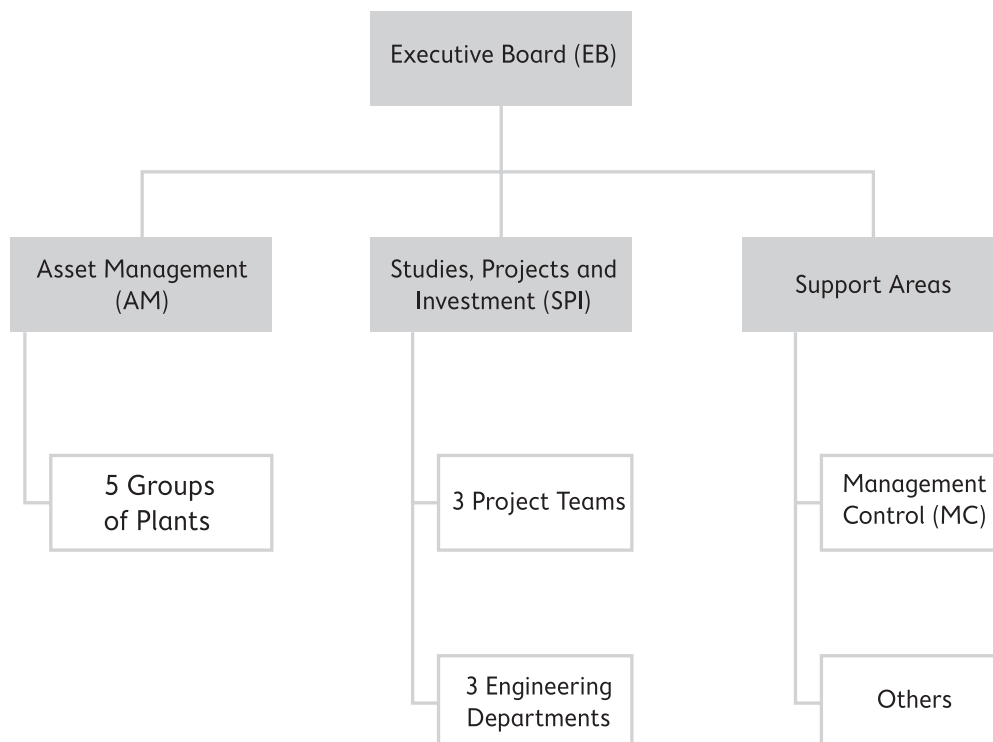 Executive Board (EB)
Asset Management
(AM)
Studies, Projects and
Investment (SPI)
Support Areas
5 Groups
of Plants
3 Project Teams
Management
Control (MC)
3 Engineering
Departments
Others